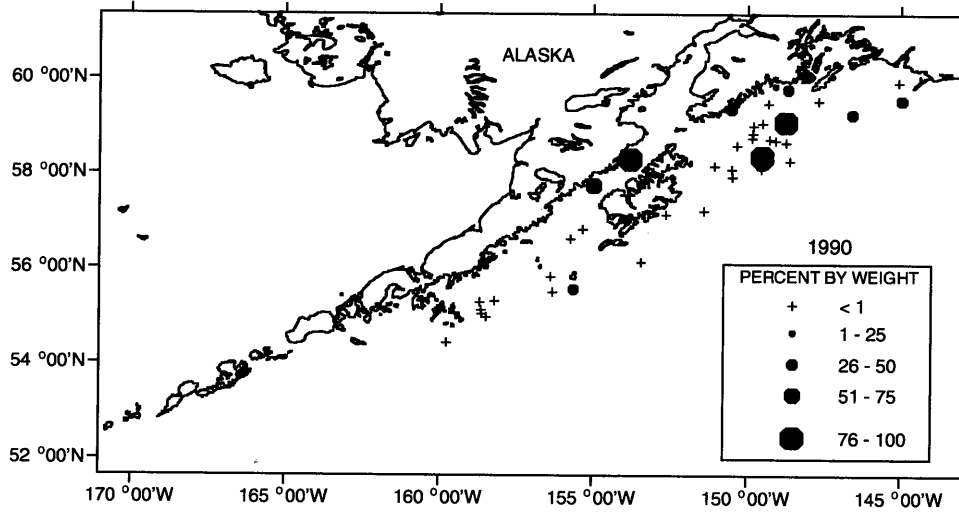 ALASKA
60 °00'N
58 °00'N
56 °00'N
54 °00'N
52 °00'N
1990
PERCENT BY WEIGHT
+ < 1
1 - 25
26 - 50
51 - 75
76 - 100
170 °00'W 165 °00'W 160 °00'W 155 °00'W 150 °00'W 145 °00'W